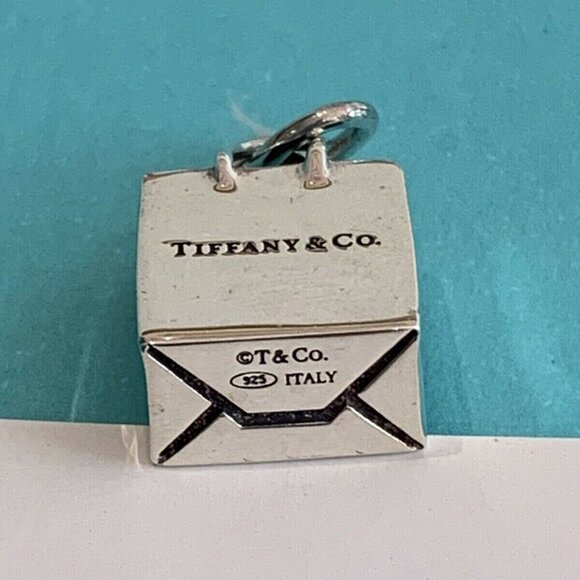 TIFFANY & CO.
©T & CO.
925 ITALY